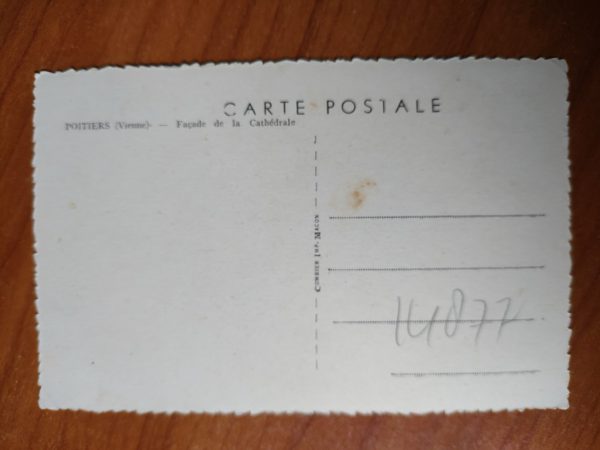 CARTE POSTALE
POITIERS (Vienne) — Façade de la Cathédrale
COMBIER IMP. MACON
14877